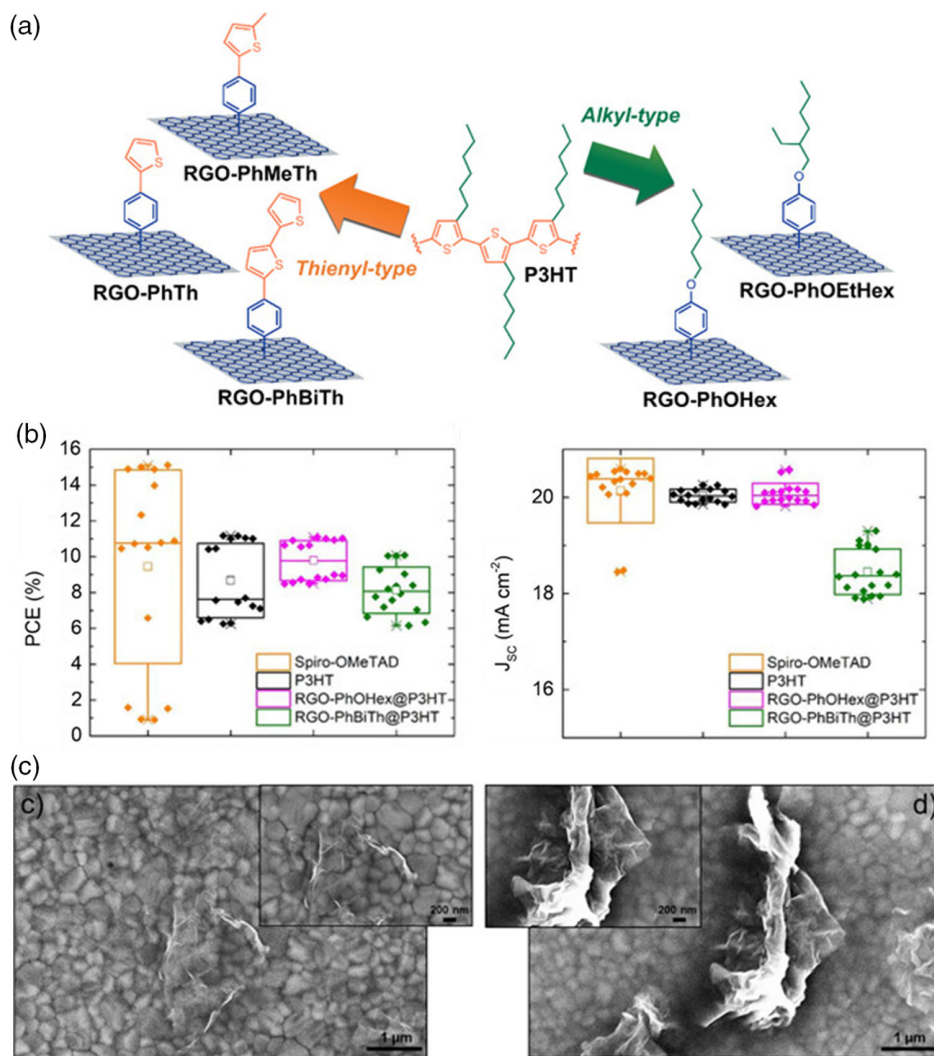 (a)
S
RGO-PhMeTh
S
RGO-PhTh
S
S
RGO-PhBiTh
Thienyl-type
Alkyl-type
S
S
S
P3HT
O
RGO-PhOEtHex
O
RGO-PhOHex
(b)
PCE (%)
16
14
12
10
8
6
4
2
0
Spiro-OMeTAD
P3HT
RGO-PhOHex@P3HT
RGO-PhBiTh@P3HT
JSC (mA cm-2)
20
18
16
Spiro-OMeTAD
P3HT
RGO-PhOHex@P3HT
RGO-PhBiTh@P3HT
(c)
c)
200 nm
1 µm
d)
200 nm
1 µm